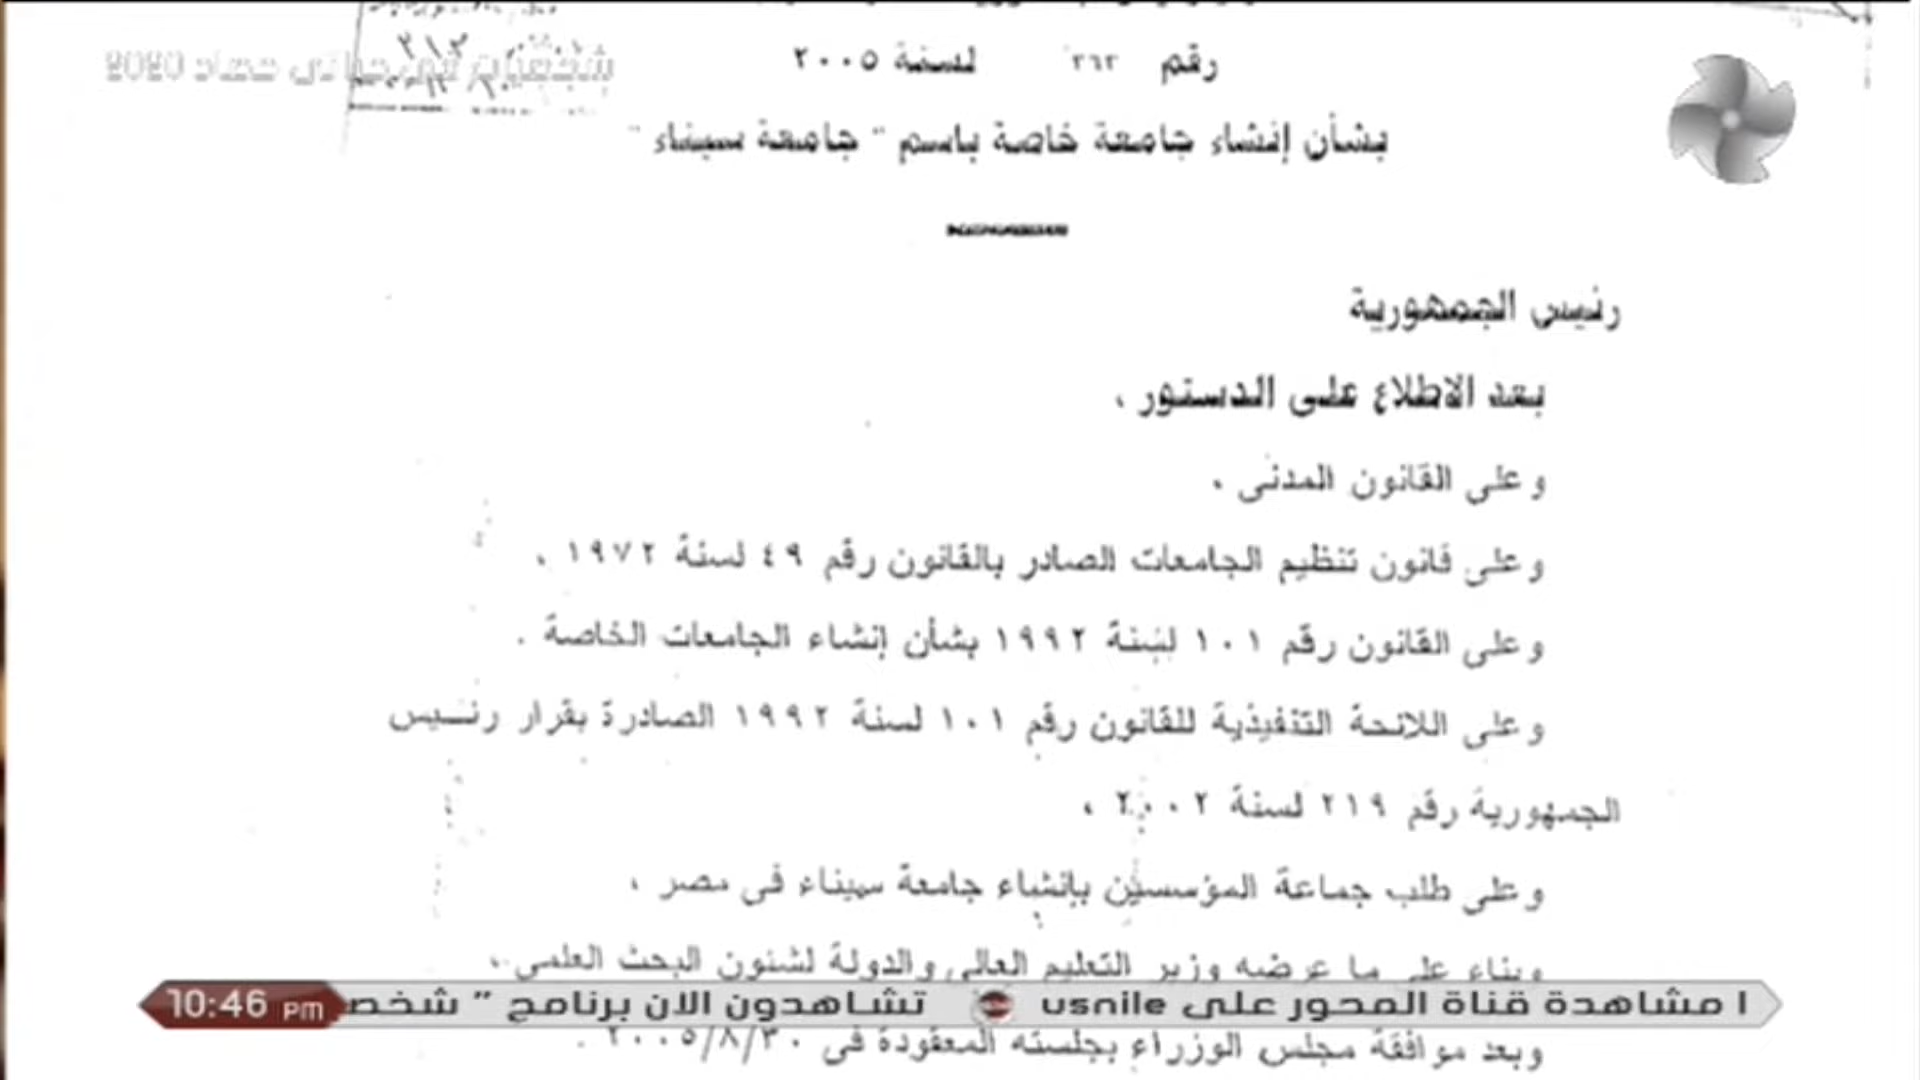 رقم ٢٦٢ لسنة ٢٠٠٥
بشأن إنشاء جامعة خاصة باسم " جامعة سيناء "
رئيس الجمهورية
بعد الاطلاع على الدستور ،
وعلى القانون المدنى ،
وعلى قانون تنظيم الجامعات الصادر بالقانون رقم ٤٩ لسنة ١٩٧٢ ،
وعلى القانون رقم ١٠١ لسنة ١٩٩٢ بشأن إنشاء الجامعات الخاصة .
وعلى اللائحة التنفيذية للقانون رقم ١٠١ لسنة ١٩٩٢ الصادرة بقرار رئيس
الجمهورية رقم ٢١٩ لسنة ٢٠٠٢ ،
وعلى طلب جماعة المؤسسين بإنشاء جامعة سيناء فى مصر ،
وبناء على ما عرضه وزير التعليم العالى والدولة لشئون البحث العلمى ،
ا مشاهدة قناة المحور على usnile تشاهدون الان برنامج " شخص
10:46 PM
وبعد موافقة مجلس الوزراء بجلسته المعقودة فى ٢٠٠٥/٨/٣٠ .